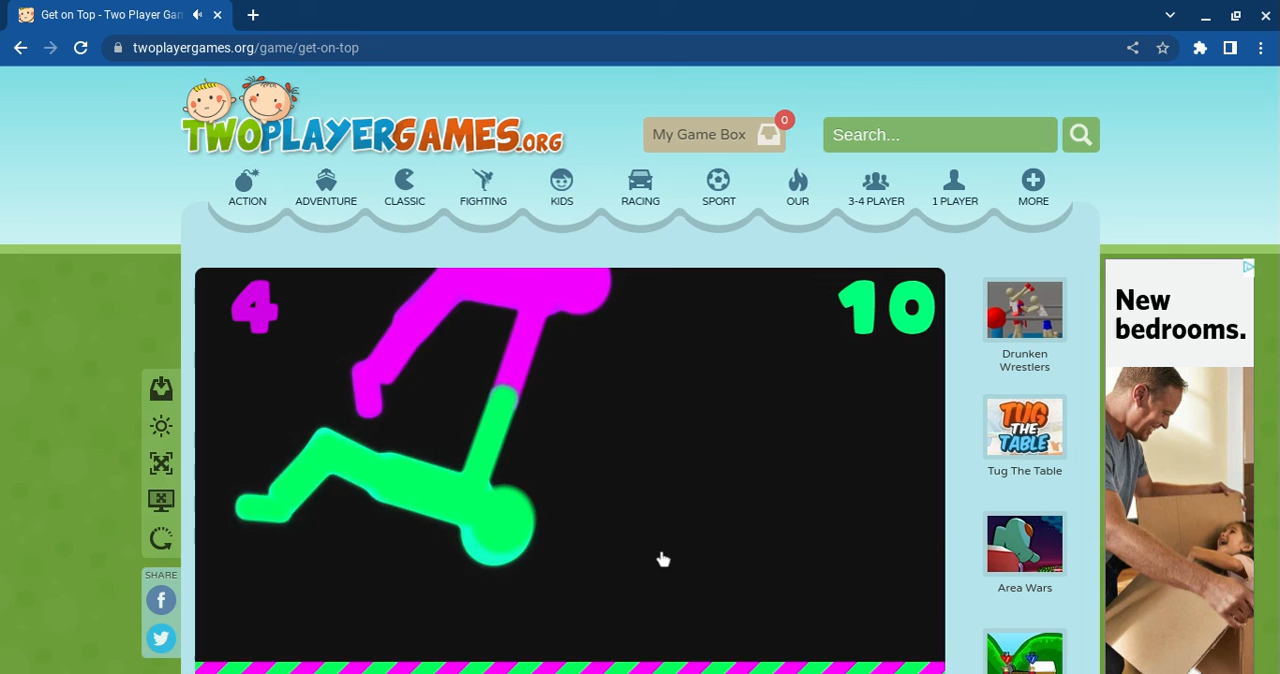 Get on Top - Two Player Gam
twoplayergames.org/game/get-on-top
TWOPLAYERGAMES.ORG
My Game Box
0
Search...
ACTION
ADVENTURE
CLASSIC
FIGHTING
KIDS
RACING
SPORT
OUR
3-4 PLAYER
1 PLAYER
MORE
4
10
Drunken
Wrestlers
TUG
THE
TABLE
Tug The Table
Area Wars
New
bedrooms.
SHARE